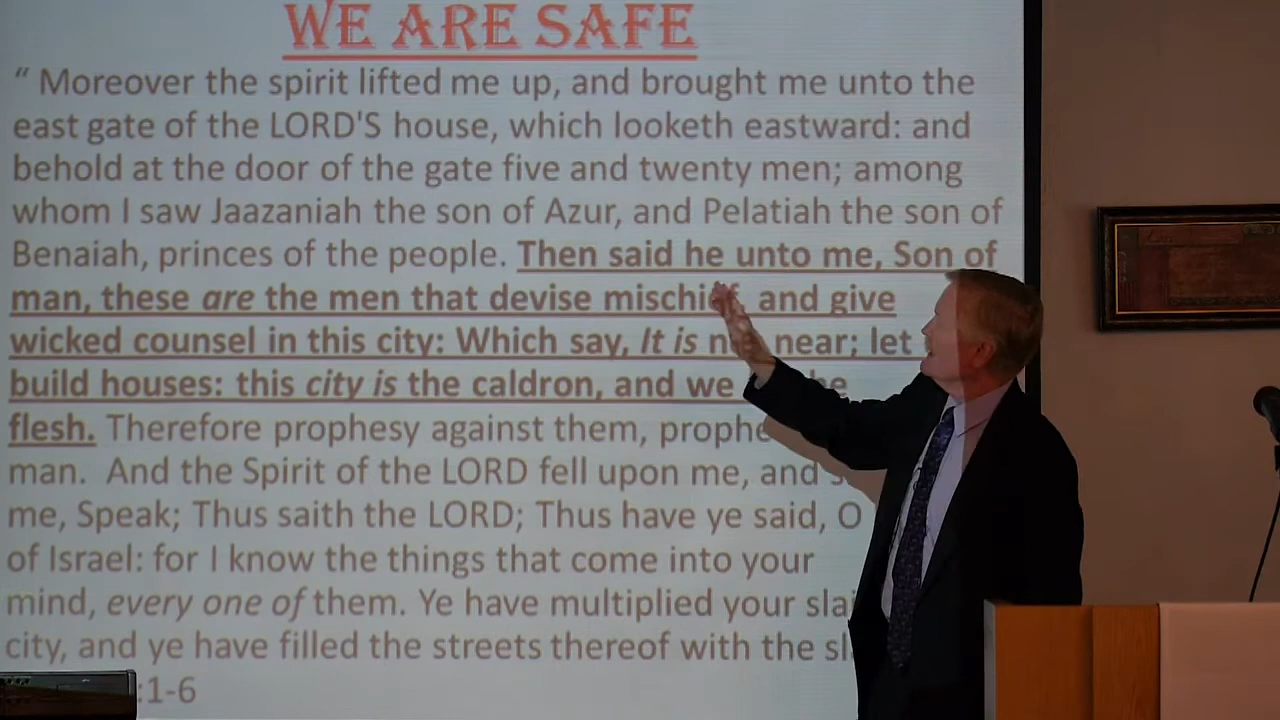 WE ARE SAFE
“ Moreover the spirit lifted me up, and brought me unto the
east gate of the LORD'S house, which looketh eastward: and
behold at the door of the gate five and twenty men; among
whom I saw Jaazaniah the son of Azur, and Pelatiah the son of
Benaiah, princes of the people. Then said he unto me, Son of
man, these are the men that devise mischief, and give
wicked counsel in this city: Which say, It is near; let
build houses: this city is the caldron, and we
flesh. Therefore prophesy against them,
man. And the Spirit of the LORD fell upon me, and
me, Speak; Thus saith the LORD; Thus have ye said, O
of Israel: for I know the things that come into your
mind, every one of them. Ye have multiplied your
city, and ye have filled the streets thereof with the
:1-6